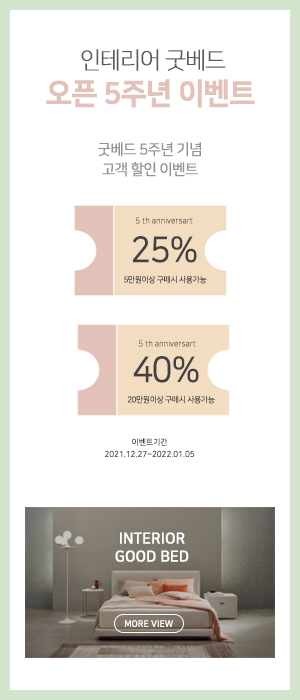 인테리어 굿베드
오픈 5주년 이벤트
굿베드 5주년 기념
고객 할인 이벤트
5 th anniversart
25%
5만원이상 구매시 사용가능
5 th anniversart
40%
20만원이상 구매시 사용가능
이벤트기간
2021.12.27~2022.01.05
INTERIOR
GOOD BED
MORE VIEW